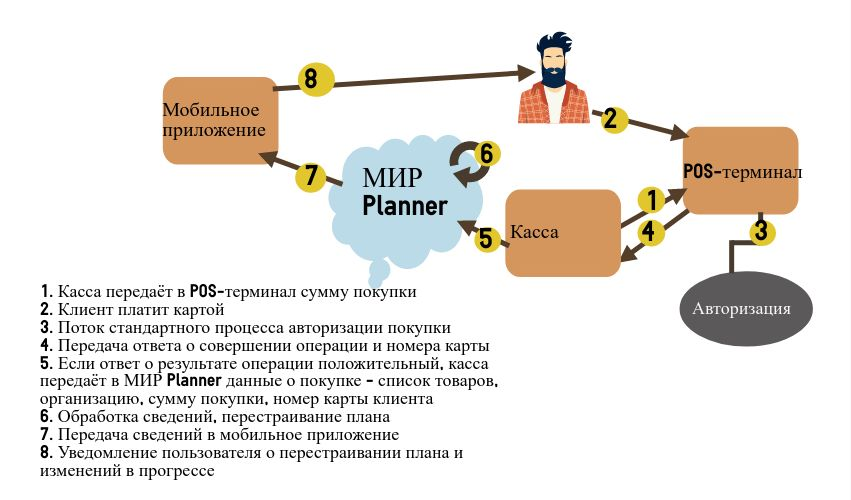 8
Мобильное
приложение
2
6
7
МИР
Planner
POS-терминал
1
Касса
4
3
5
Авторизация
1. Касса передаёт в POS-терминал сумму покупки
2. Клиент платит картой
3. Поток стандартного процесса авторизации покупки
4. Передача ответа о совершении операции и номера карты
5. Если ответ о результате операции положительный, касса
передаёт в МИР Planner данные о покупке - список товаров,
организацию, сумму покупки, номер карты клиента
6. Обработка сведений, перестраивание плана
7. Передача сведений в мобильное приложение
8. Уведомление пользователя о перестраивании плана и
изменений в прогрессе